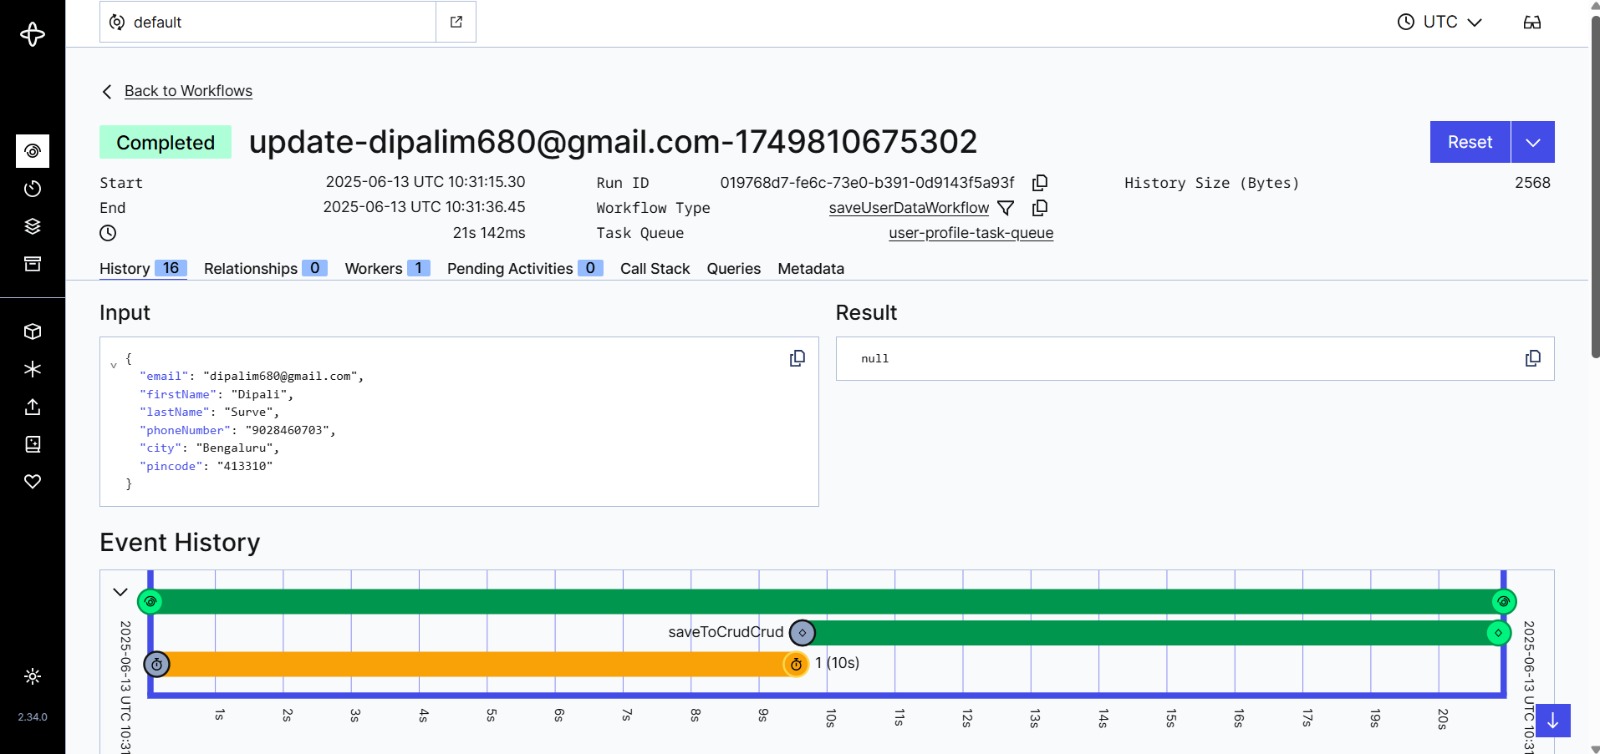 default
UTC
Back to Workflows
Completed update-dipalim680@gmail.com-1749810675302
Reset
Start 2025-06-13 UTC 10:31:15.30 Run ID 019768d7-fe6c-73e0-b391-0d9143f5a93f History Size (Bytes) 2568
End 2025-06-13 UTC 10:31:36.45 Workflow Type saveUserDataWorkflow
21s 142ms Task Queue user-profile-task-queue
History 16 Relationships 0 Workers 1 Pending Activities 0 Call Stack Queries Metadata
Input
{
"email": "dipalim680@gmail.com",
"firstName": "Dipali",
"lastName": "Surve",
"phoneNumber": "9028460703",
"city": "Bengaluru",
"pincode": "413310"
}
Result
null
Event History
saveToCrudCrud
1 (10s)
2025-06-13 UTC 10:31
1s 2s 3s 4s 5s 6s 7s 8s 9s 10s 11s 12s 13s 14s 15s 16s 17s 19s 20s
2025-06-13 UTC 10:31
2.34.0